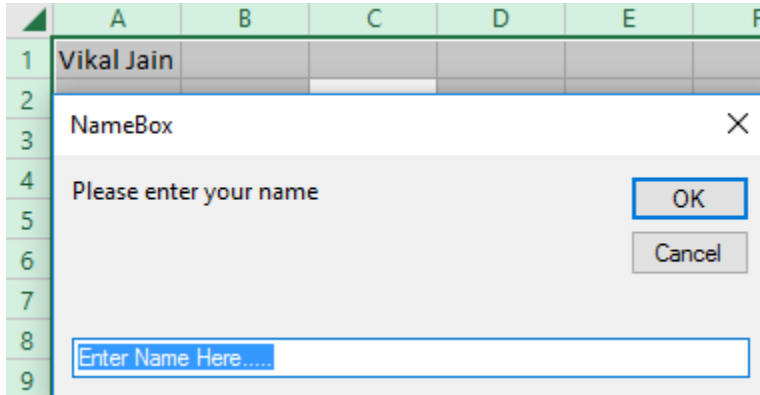 A B C D E F
1 Vikal Jain
2
NameBox
3
4 Please enter your name OK
5
6 Cancel
7
8 Enter Name Here.....
9